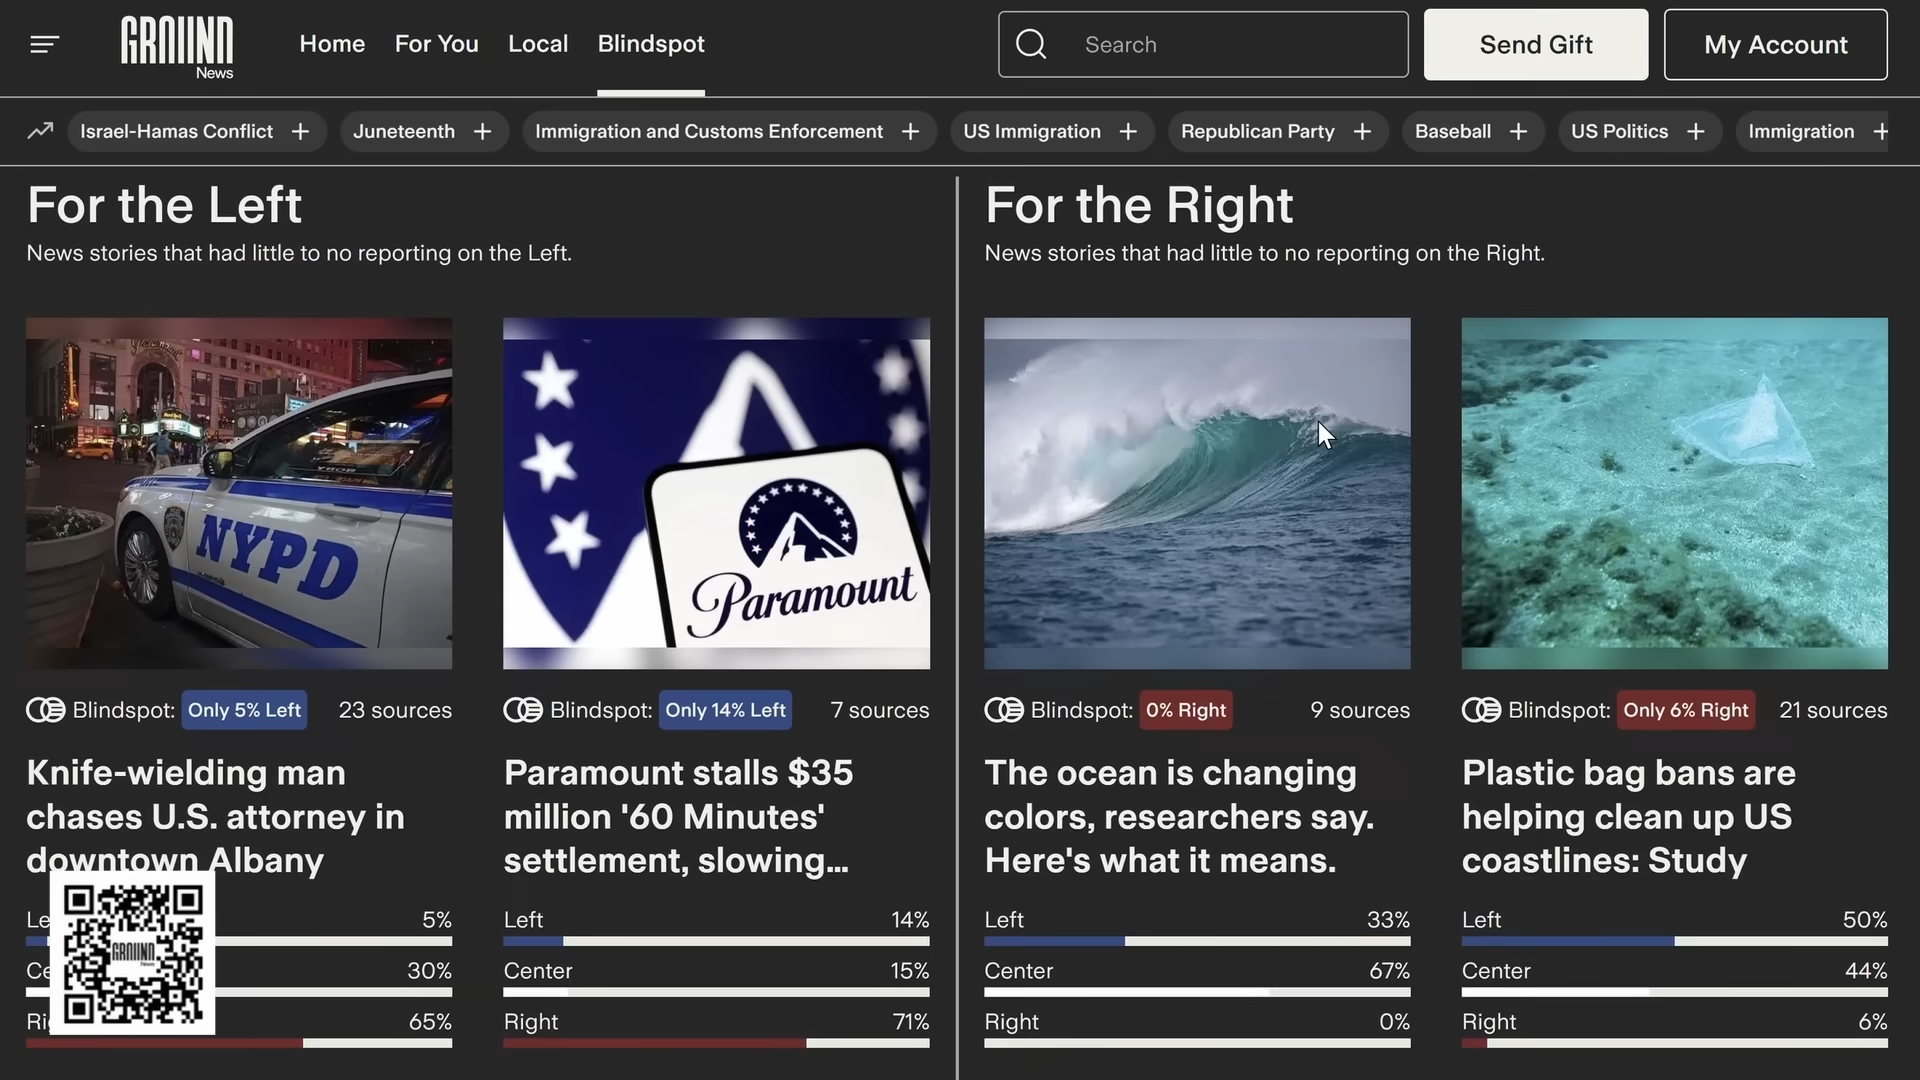 GROUND
News
Home
For You
Local
Blindspot
Search
Send Gift
My Account
Israel-Hamas Conflict +
Juneteenth +
Immigration and Customs Enforcement +
US Immigration +
Republican Party +
Baseball +
US Politics +
Immigration +
For the Left
News stories that had little to no reporting on the Left.
NYPD
Paramount
Blindspot: Only 5% Left 23 sources
Knife-wielding man
chases U.S. attorney in
downtown Albany
5%
30%
65%
GROUND
News
Blindspot: Only 14% Left 7 sources
Paramount stalls $35
million '60 Minutes'
settlement, slowing...
Left 14%
Center 15%
Right 71%
For the Right
News stories that had little to no reporting on the Right.
Blindspot: 0% Right 9 sources
The ocean is changing
colors, researchers say.
Here's what it means.
Left 33%
Center 67%
Right 0%
Blindspot: Only 6% Right 21 sources
Plastic bag bans are
helping clean up US
coastlines: Study
Left 50%
Center 44%
Right 6%